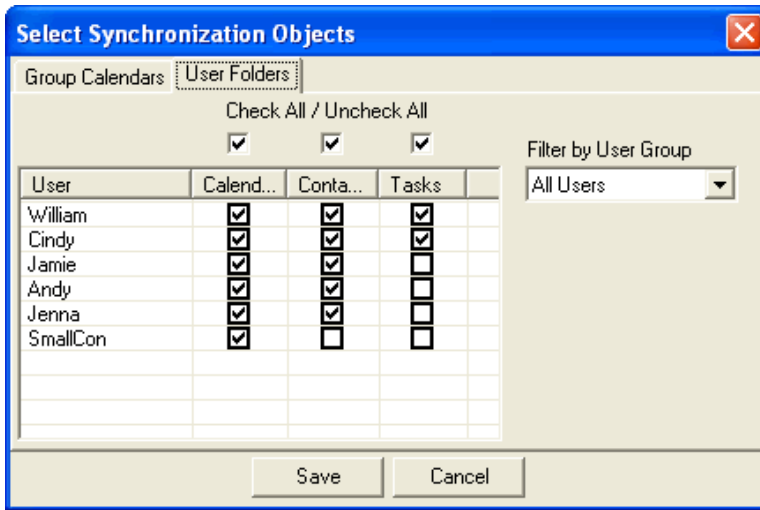 Select Synchronization Objects
Group Calendars User Folders
Check All / Uncheck All
Filter by User Group
All Users
User Calend... Conta... Tasks
William
Cindy
Jamie
Andy
Jenna
SmallCon
Save Cancel